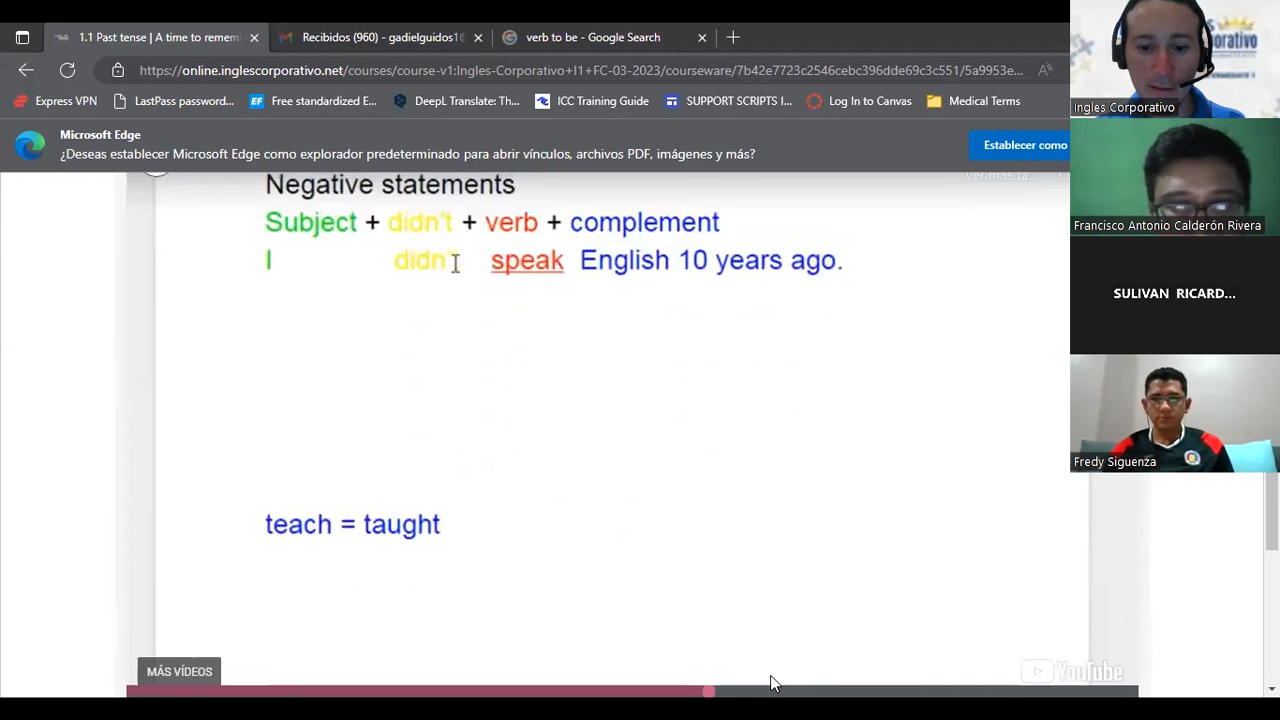 1.1 Past tense | A time to remem
Recibidos (960) - gadielguidos1@
verb to be - Google Search
https://online.inglescorporativo.net/courses/course-v1:Ingles-Corporativo+I1+FC-03-2023/courseware/7b42e7723c2546cebc396dde69c3c551/5a9953e...
Express VPN
LastPass password...
EF Free standardized E...
DeepL Translate: Th...
ICC Training Guide
SUPPORT SCRIPTS I...
Log In to Canvas
Medical Terms
Microsoft Edge
¿Deseas establecer Microsoft Edge como explorador predeterminado para abrir vínculos, archivos PDF, imágenes y más?
Establecer como
Ver más ta...
Negative statements
Subject + didn't + verb + complement
I didn speak English 10 years ago.
teach = taught
MÁS VÍDEOS
YouTube
Ingles Corporativo
Francisco Antonio Calderón Rivera
SULIVAN RICARD...
Fredy Siguenza